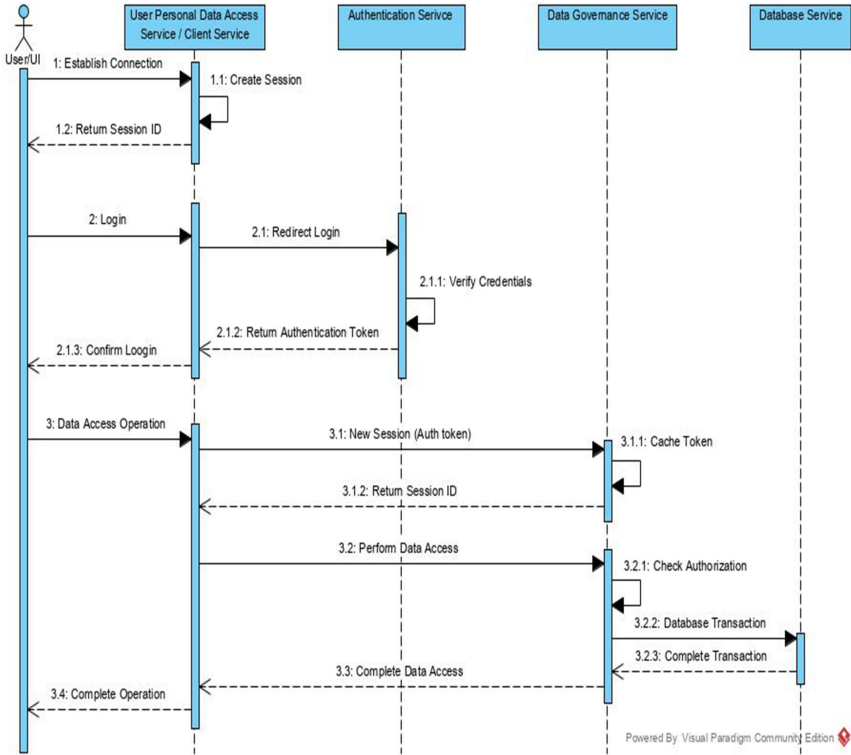 User/UI
User Personal Data Access
Service / Client Service
Authentication Serivce
Data Governance Service
Database Service
1: Establish Connection
1.1: Create Session
1.2: Return Session ID
2: Login
2.1: Redirect Login
2.1.1: Verify Credentials
2.1.2: Return Authentication Token
2.1.3: Confirm Loogin
3: Data Access Operation
3.1: New Session (Auth token)
3.1.1: Cache Token
3.1.2: Return Session ID
3.2: Perform Data Access
3.2.1: Check Authorization
3.2.2: Database Transaction
3.2.3: Complete Transaction
3.3: Complete Data Access
3.4: Complete Operation
Powered By Visual Paradigm Community Edition